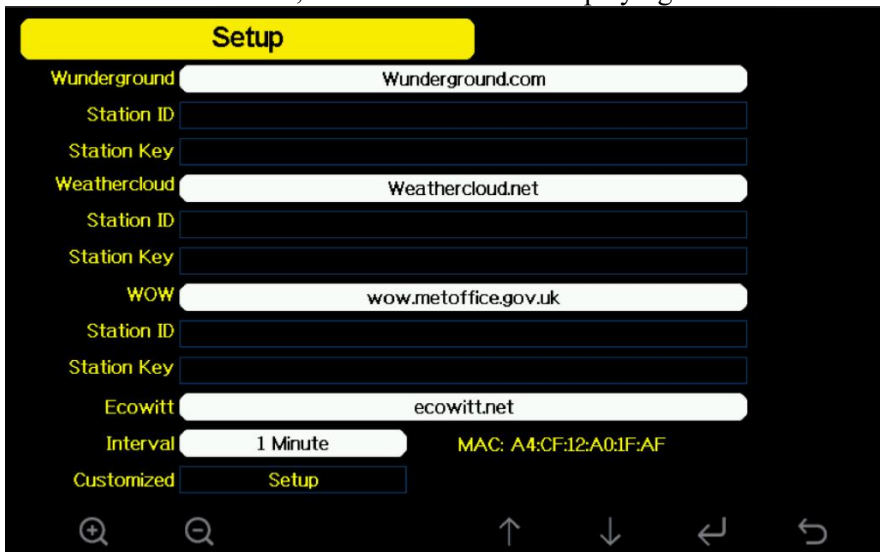 Setup
Wunderground Wunderground.com
Station ID
Station Key
Weathercloud Weathercloud.net
Station ID
Station Key
WOW wow.metoffice.gov.uk
Station ID
Station Key
Ecowitt ecowitt.net
Interval 1 Minute MAC: A4:CF:12:A0:1F:AF
Customized Setup